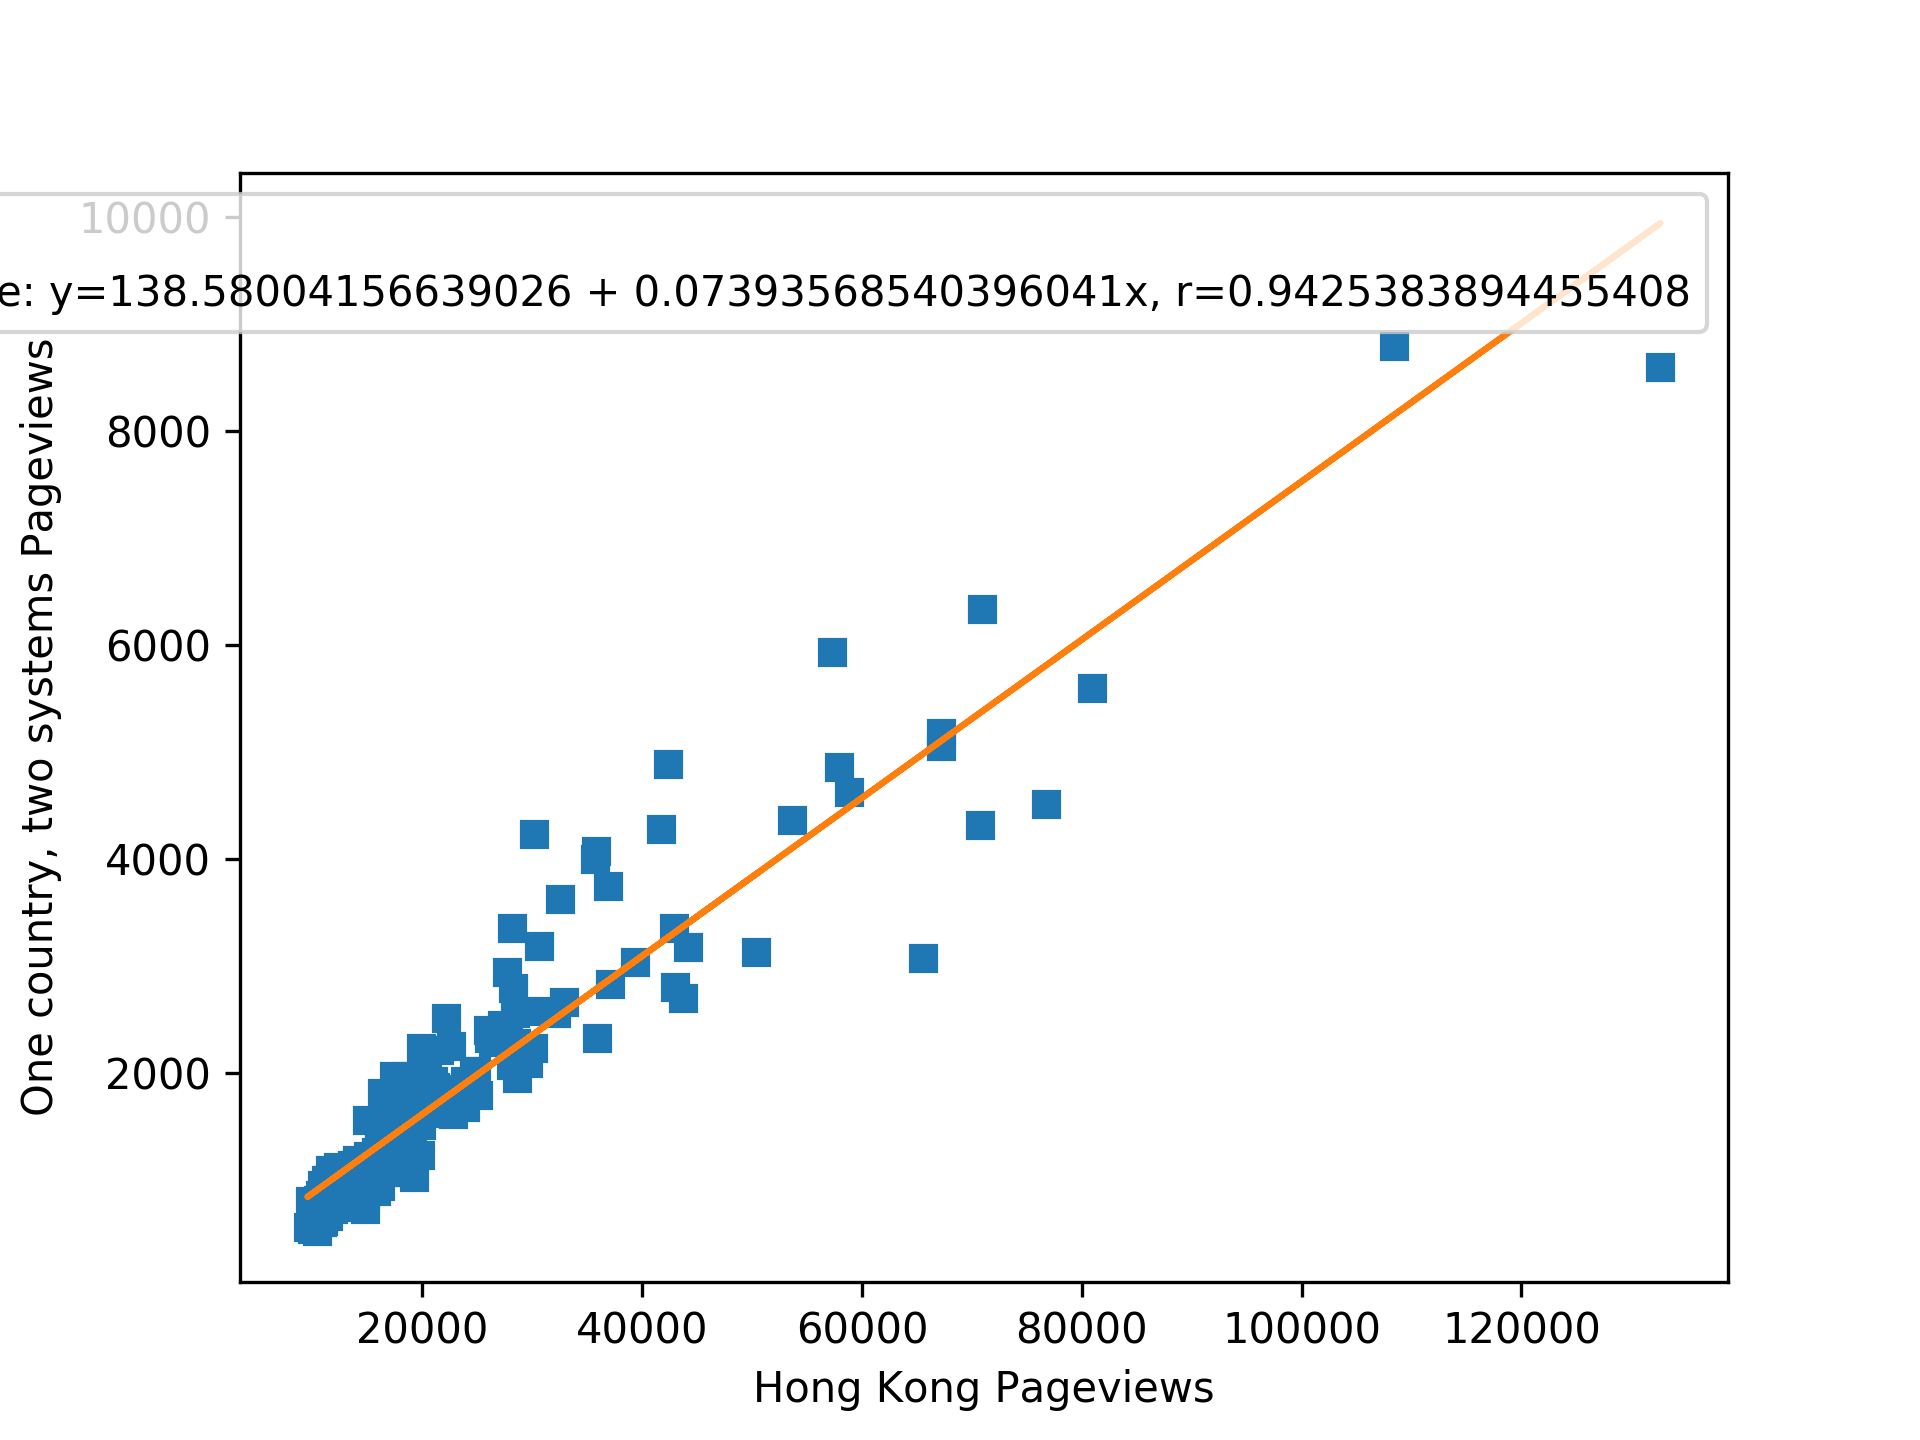 10000
e: y=138.58004156639026 + 0.07393568540396041x, r=0.9425383894455408
8000
6000
4000
2000
One country, two systems Pageviews
20000 40000 60000 80000 100000 120000
Hong Kong Pageviews